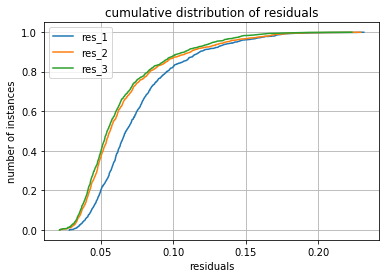 cumulative distribution of residuals
number of instances
1.0
0.8
0.6
0.4
0.2
0.0
res_1
res_2
res_3
0.05
0.10
0.15
0.20
residuals